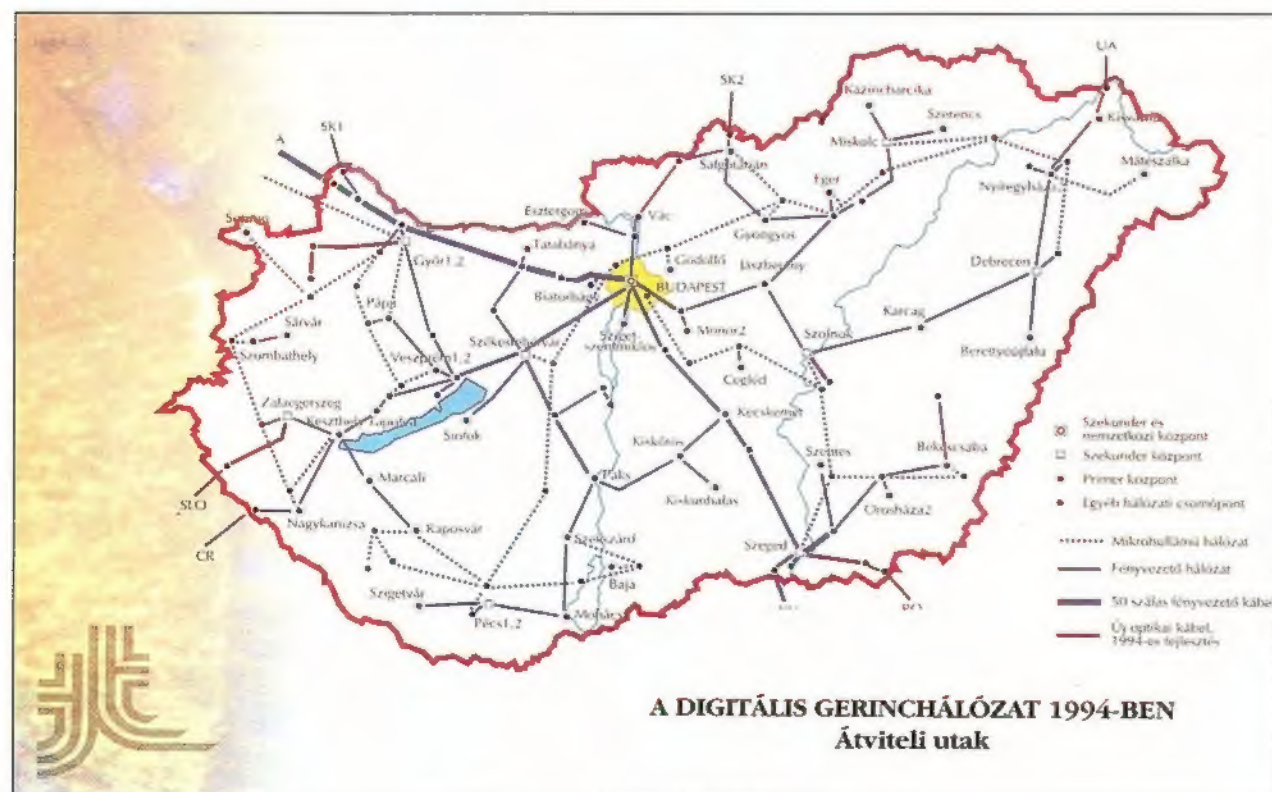 UA
SK2
Kazincbarcika
Szerencs
SK1
A
Miskolc
Salgótarján
Mátészalka
Eger
Nyíregyháza
Sopron
Esztergom
Vác
Gyöngyös
Tatabánya
Győr1,2
Gödöllő
Jászberény
Debrecen
Biatorbágy
BUDAPEST
Pápa
Karcag
Sárvár
Monor2
Szolnok
Sziget-
szentmiklós
Szombathely
Veszprém1,2
Székesfehérvár
Berettyóújfalu
Cegléd
Zalaegerszeg
Keszthely
Tapolca
Siófok
Kecskemét
Kiskőrös
Szentes
Békéscsaba
Marcali
Paks
Kiskunhalas
Orosháza2
SLO
Nagykanizsa
Kaposvár
Szekszárd
Szeged
CR
Baja
Szigetvár
Pécs1,2
Mohács
Szekunder és
nemzetközi központ
Szekunder központ
Primer központ
Egyéb hálózati csomópont
Mikrohullámú hálózat
Fényvezető hálózat
50 szálas fényvezető kábel
Új optikai kábel,
1994-es fejlesztés
A DIGITÁLIS GERINCHÁLÓZAT 1994-BEN
Átviteli utak